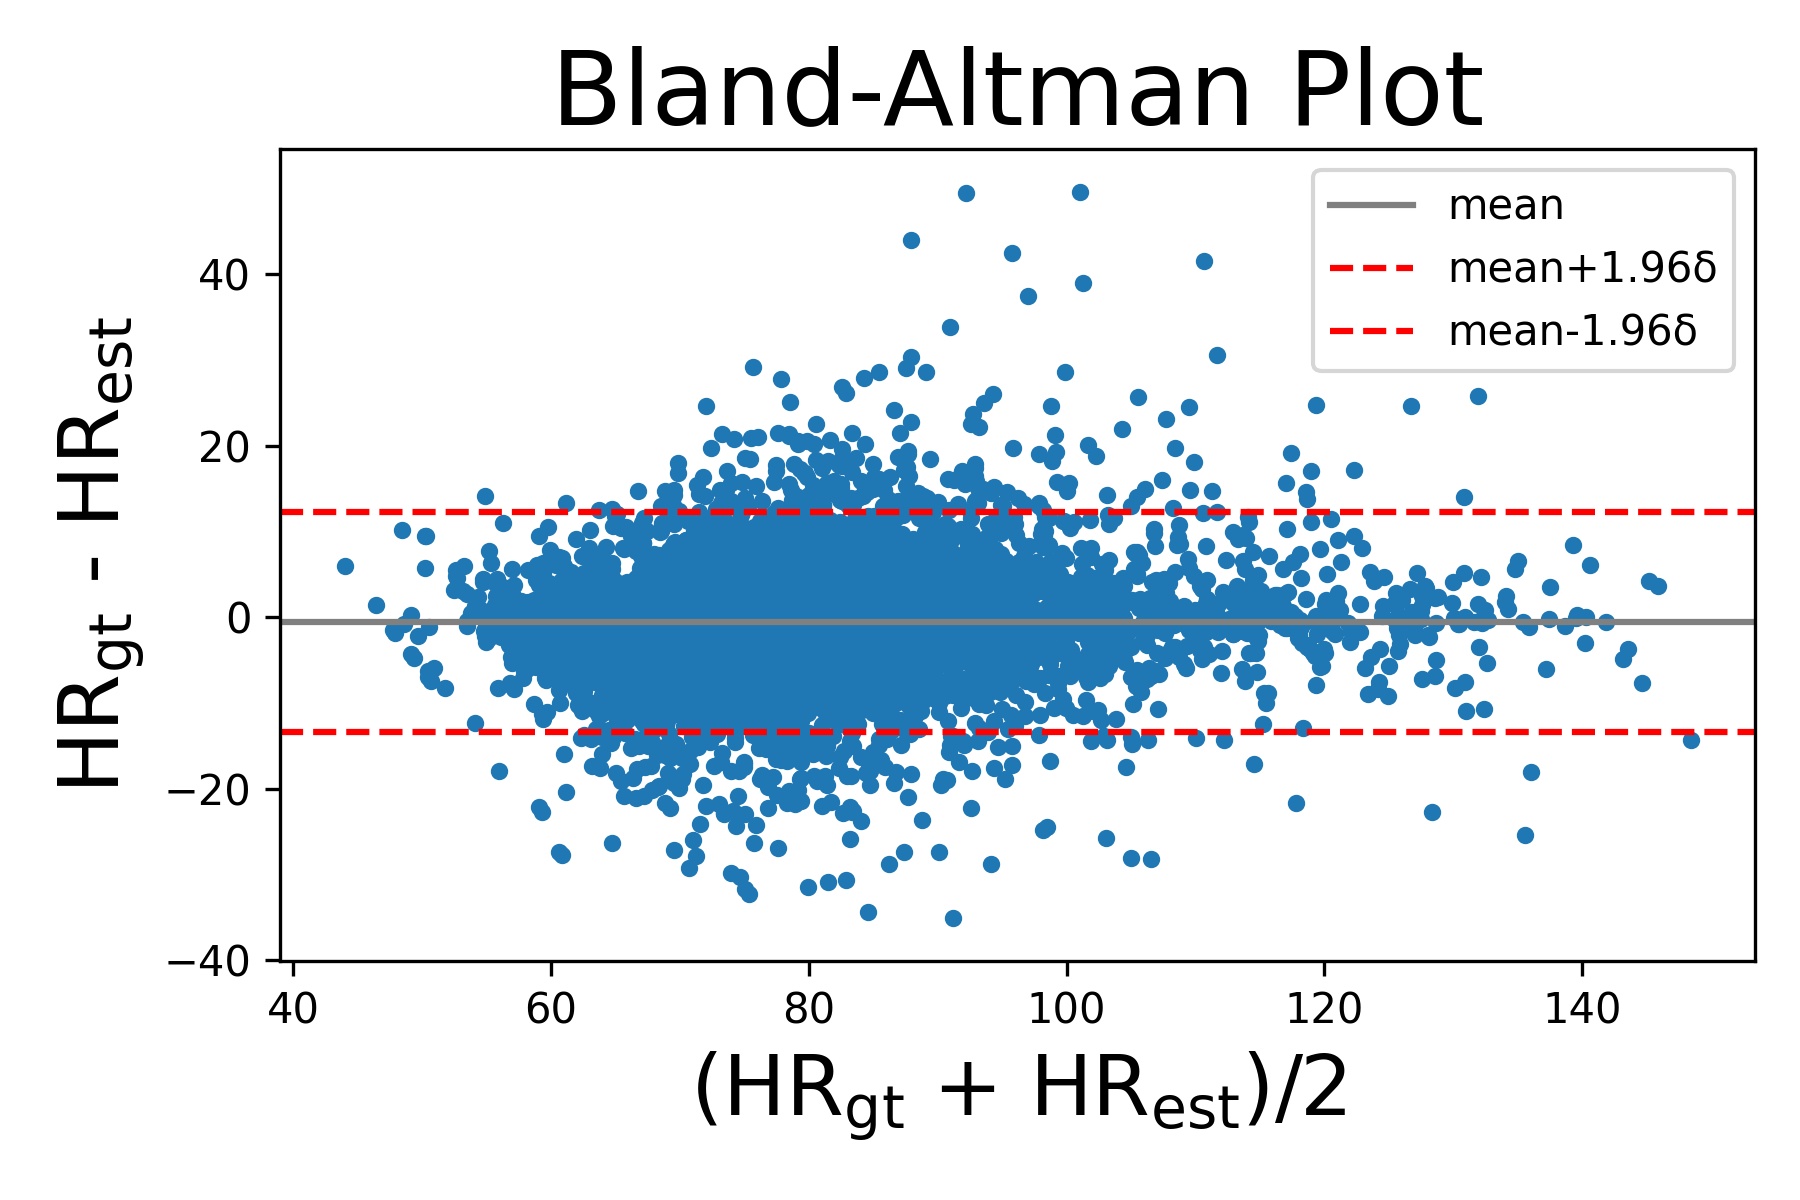 Bland-Altman Plot
mean
mean+1.96δ
mean-1.96δ
HRgt - HRest
40
20
0
−20
−40
40 60 80 100 120 140
(HRgt + HRest)/2